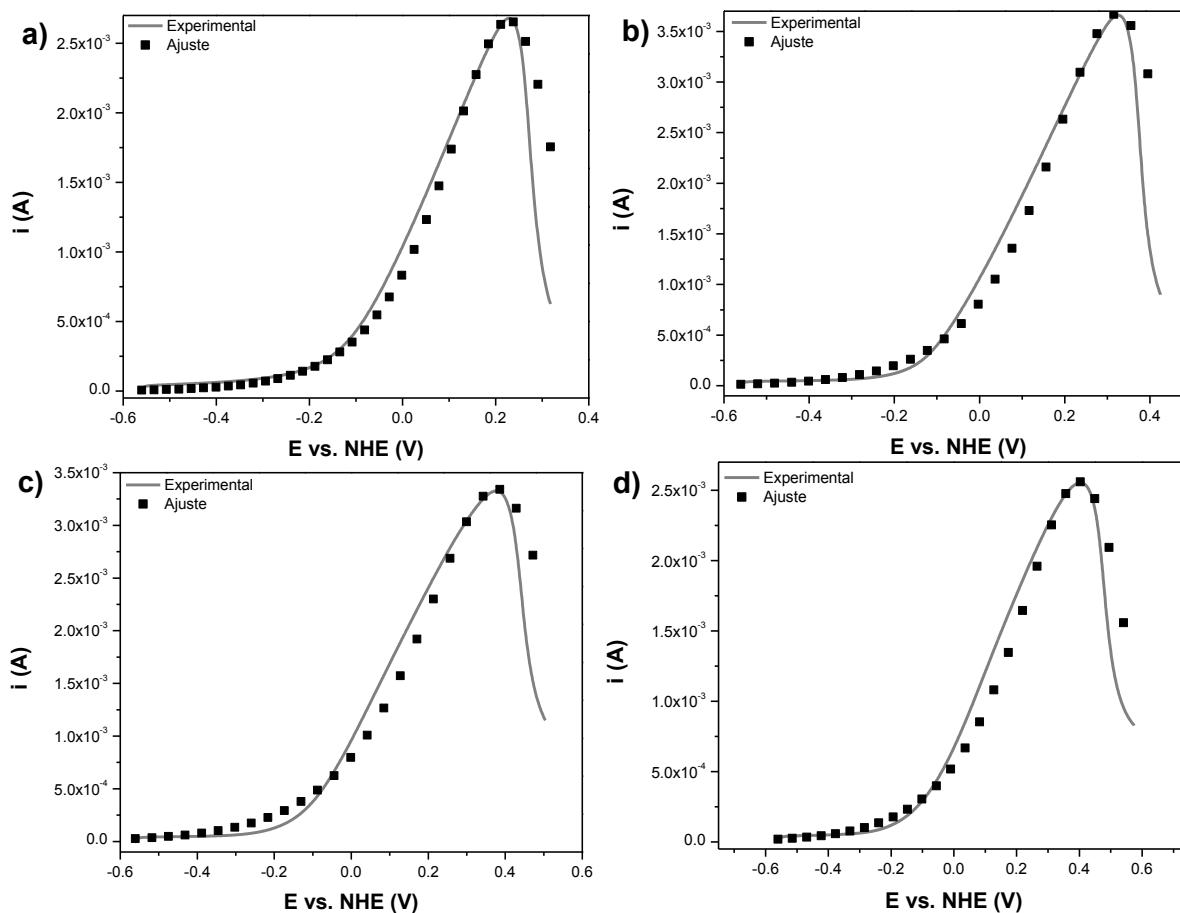 a)
Experimental
Ajuste
2.5x10⁻³
2.0x10⁻³
1.5x10⁻³
1.0x10⁻³
5.0x10⁻⁴
0.0
i (A)
-0.6 -0.4 -0.2 0.0 0.2 0.4
E vs. NHE (V)
b)
Experimental
Ajuste
3.5x10⁻³
3.0x10⁻³
2.5x10⁻³
2.0x10⁻³
1.5x10⁻³
1.0x10⁻³
5.0x10⁻⁴
0.0
i (A)
-0.6 -0.4 -0.2 0.0 0.2 0.4
E vs. NHE (V)
c)
Experimental
Ajuste
3.5x10⁻³
3.0x10⁻³
2.5x10⁻³
2.0x10⁻³
1.5x10⁻³
1.0x10⁻³
5.0x10⁻⁴
0.0
i (A)
-0.6 -0.4 -0.2 0.0 0.2 0.4 0.6
E vs. NHE (V)
d)
Experimental
Ajuste
2.5x10⁻³
2.0x10⁻³
1.5x10⁻³
1.0x10⁻³
5.0x10⁻⁴
0.0
i (A)
-0.6 -0.4 -0.2 0.0 0.2 0.4 0.6
E vs. NHE (V)